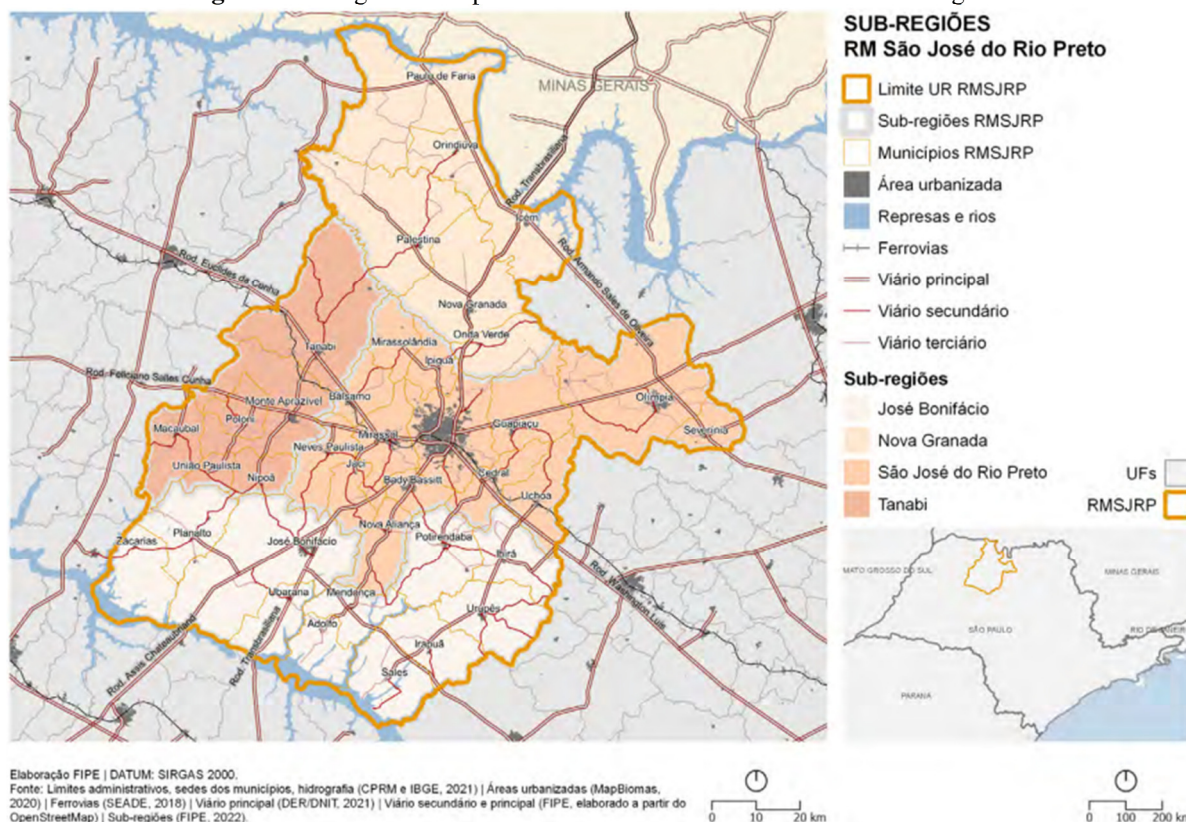 SUB-REGIÕES
RM São José do Rio Preto
Limite UR RMSJRP
Sub-regiões RMSJRP
Municípios RMSJRP
Área urbanizada
Represas e rios
Ferrovias
Viário principal
Viário secundário
Viário terciário
Sub-regiões
José Bonifácio
Nova Granada
São José do Rio Preto
Tanabi
UFs
RMSJRP
Paulo de Faria
MINAS GERAIS
Orindiúva
Rod. Transbrasiliana
Icém
Palestina
Rod. Euclides da Cunha
Rod. Armando Sales de Oliveira
Nova Granada
Onda Verde
Mirassolândia
Tanabi
Ipiguá
Rod. Feliciano Salles Cunha
Bálsamo
Monte Aprazível
Olímpia
Macaubal
Poloni
Guapiaçu
Severínia
Mirassol
Neves Paulista
União Paulista
Jaci
Nipoã
Cedral
Bady Bassitt
Uchoa
Nova Aliança
Planalto
Zacarias
José Bonifácio
Potirendaba
Ibirá
Rod. Washington Luís
Ubarana
Mendonça
Urupês
Adolfo
Irapuã
Sales
Rod. Assis Chateaubriand
Rod. Transbrasiliana
MATO GROSSO DO SUL
MINAS GERAIS
SÃO PAULO
RIO DE JANEIRO
PARANÁ
Elaboração FIPE | DATUM: SIRGAS 2000.
Fonte: Limites administrativos, sedes dos municípios, hidrografia (CPRM e IBGE, 2021) | Áreas urbanizadas (MapBiomas,
2020) | Ferrovias (SEADE, 2018) | Viário principal (DER/DNIT, 2021) | Viário secundário e principal (FIPE, elaborado a partir do
OpenStreetMap) | Sub-regiões (FIPE, 2022).
0 10 20 km
0 100 200 km